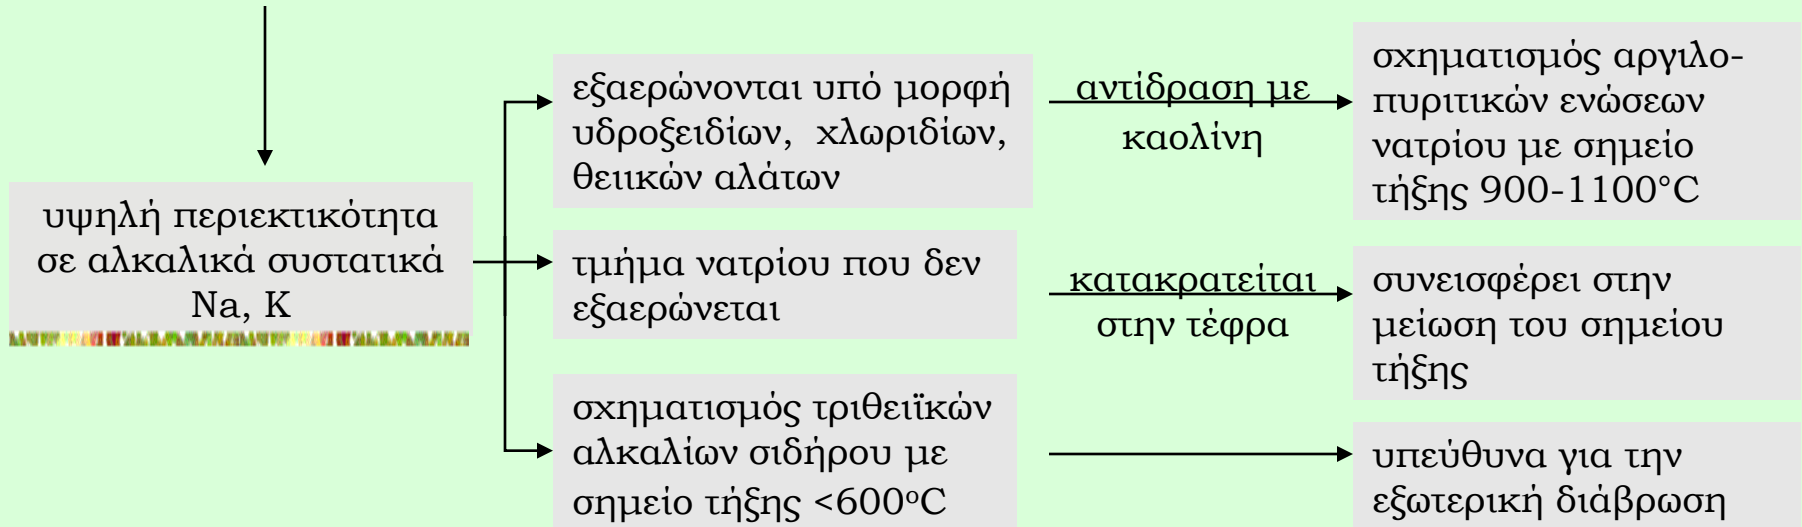 υψηλή περιεκτικότητα
σε αλκαλικά συστατικά
Na, K
εξαερώνονται υπό μορφή
υδροξειδίων, χλωριδίων,
θειικών αλάτων
αντίδραση με
καολίνη
σχηματισμός αργιλο-
πυριτικών ενώσεων
νατρίου με σημείο
τήξης 900-1100°C
τμήμα νατρίου που δεν
εξαερώνεται
κατακρατείται
στην τέφρα
συνεισφέρει στην
μείωση του σημείου
τήξης
σχηματισμός τριθειϊκών
αλκαλίων σιδήρου με
σημείο τήξης <600°C
υπεύθυνα για την
εξωτερική διάβρωση